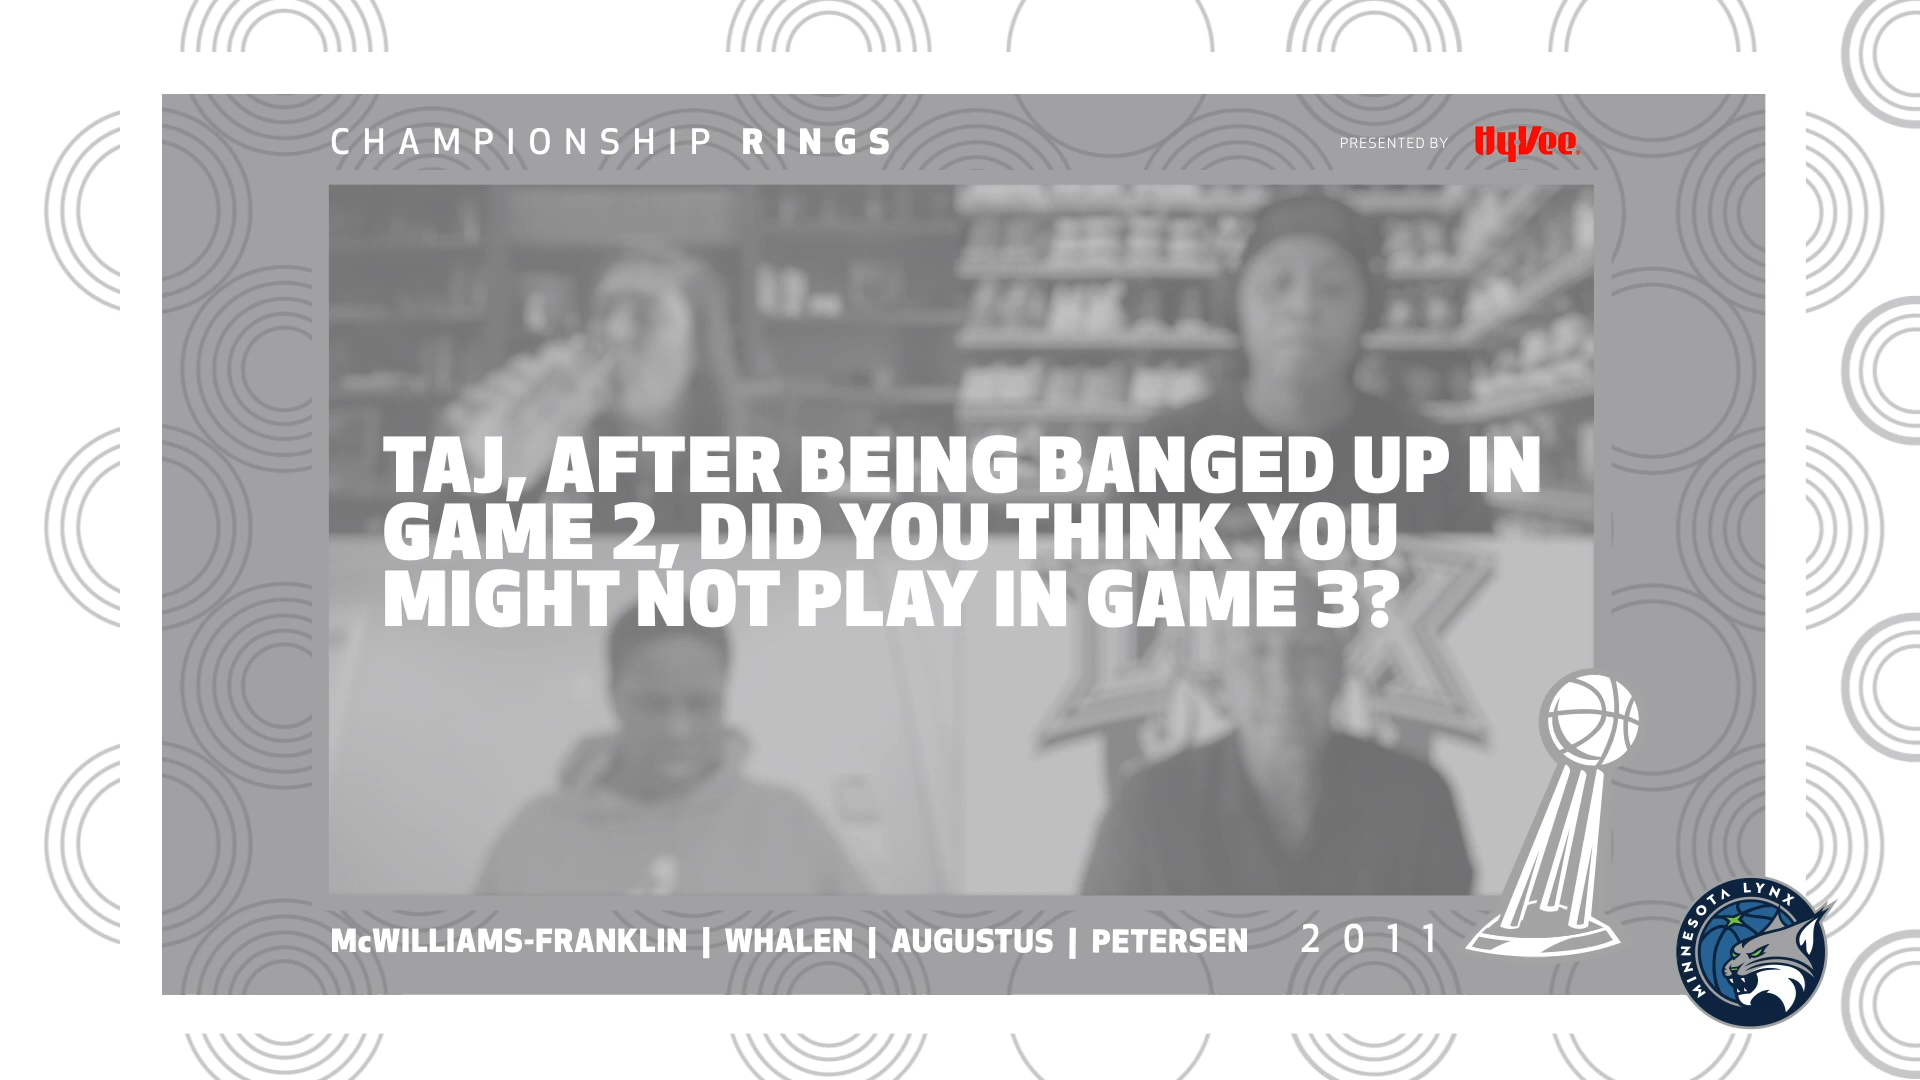 CHAMPIONSHIP RINGS
PRESENTED BY HyVee
TAJ, AFTER BEING BANGED UP IN
GAME 2, DID YOU THINK YOU
MIGHT NOT PLAY IN GAME 3?
McWILLIAMS-FRANKLIN | WHALEN | AUGUSTUS | PETERSEN 2011
MINNESOTA LYNX